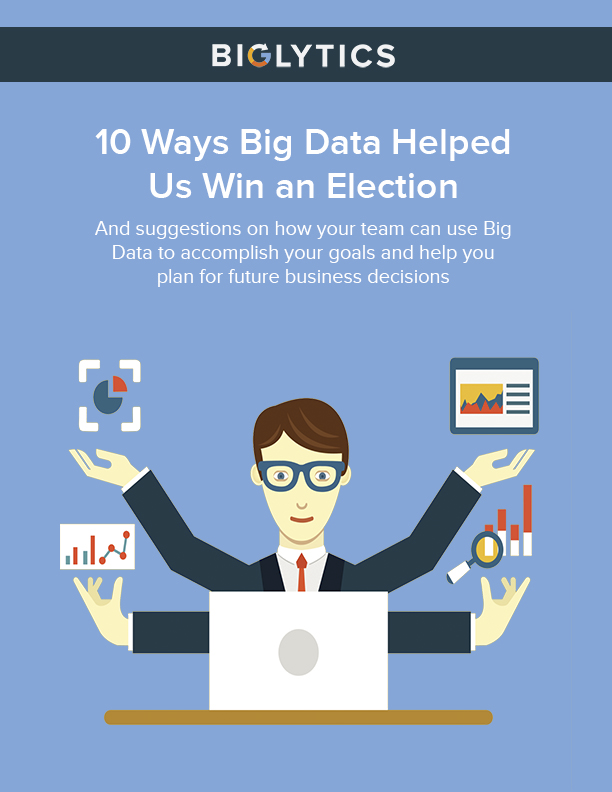 BIGLYTICS
10 Ways Big Data Helped
Us Win an Election
And suggestions on how your team can use Big
Data to accomplish your goals and help you
plan for future business decisions